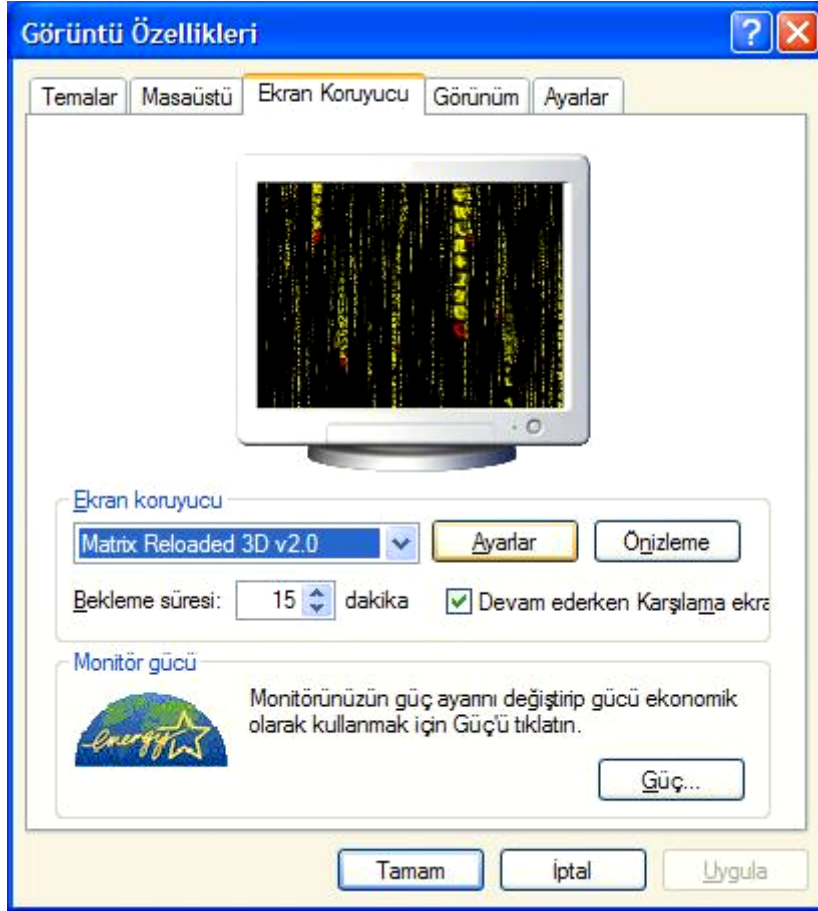 Görüntü Özellikleri
Temalar Masaüstü Ekran Koruyucu Görünüm Ayarlar
Ekran koruyucu
Matrix Reloaded 3D v2.0 Ayarlar Önizleme
Bekleme süresi: 15 dakika Devam ederken Karşılama ekra
Monitör gücü
Monitörünüzün güç ayarını değiştirip gücü ekonomik
olarak kullanmak için Güç'ü tıklatın.
energy
Güç...
Tamam İptal Uygula